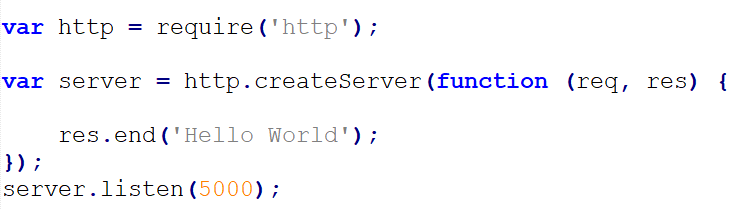 var http = require('http');
var server = http.createServer(function (req, res) {
    res.end('Hello World');
});
server.listen(5000);